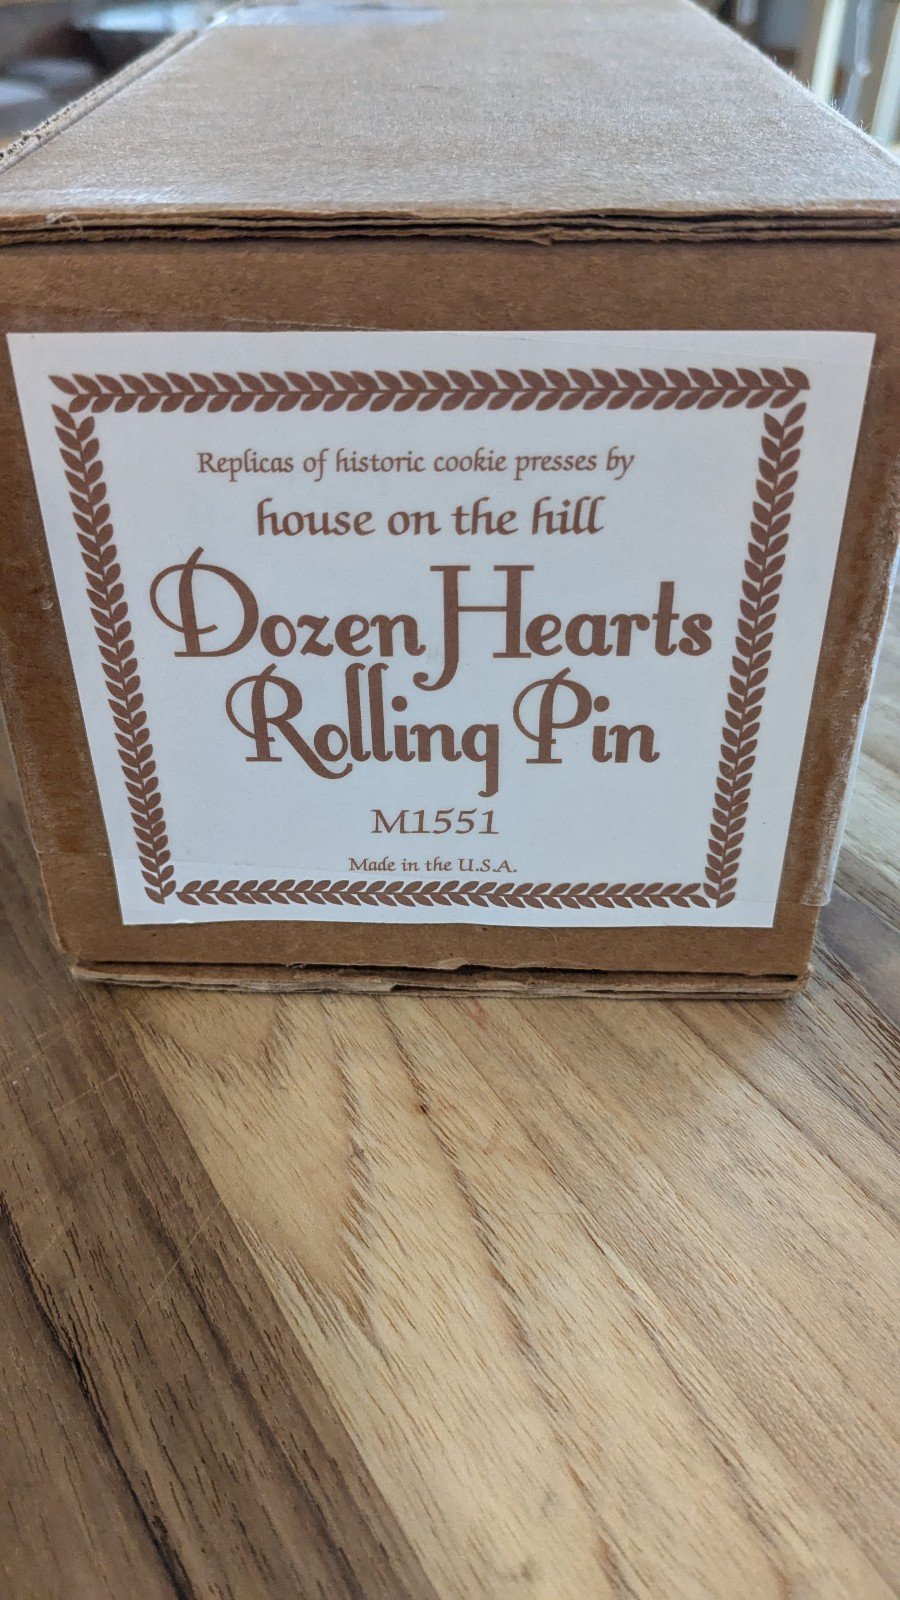 Replicas of historic cookie presses by
house on the hill
Dozen Hearts
Rolling Pin
M1551
Made in the U.S.A.